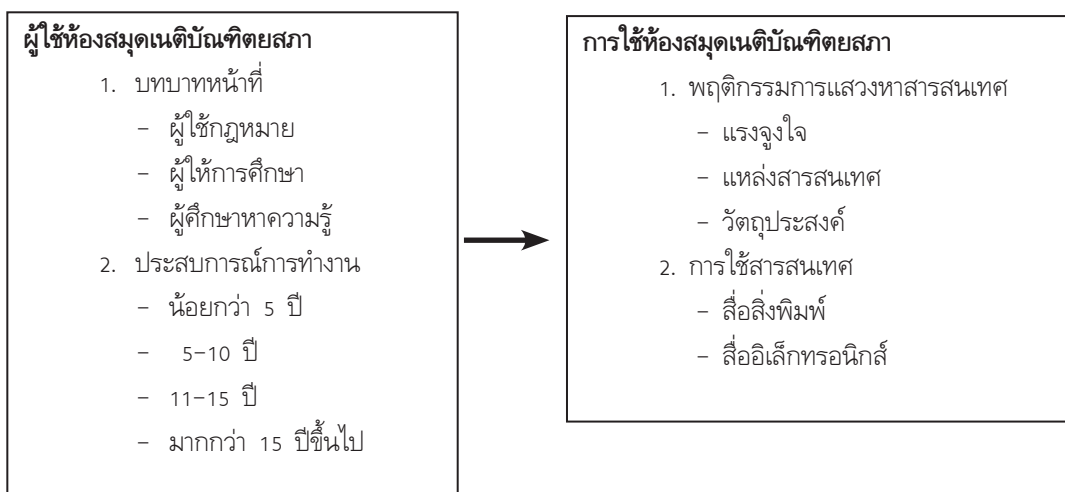 ผู้ใช้ห้องสมุดเนติบัณฑิตยสภา
1. บทบาทหน้าที่
- ผู้ใช้กฎหมาย
- ผู้ให้การศึกษา
- ผู้ศึกษาหาความรู้
2. ประสบการณ์การทำงาน
- น้อยกว่า 5 ปี
- 5-10 ปี
- 11-15 ปี
- มากกว่า 15 ปีขึ้นไป
การใช้ห้องสมุดเนติบัณฑิตยสภา
1. พฤติกรรมการแสวงหาสารสนเทศ
- แรงจูงใจ
- แหล่งสารสนเทศ
- วัตถุประสงค์
2. การใช้สารสนเทศ
- สื่อสิ่งพิมพ์
- สื่ออิเล็กทรอนิกส์